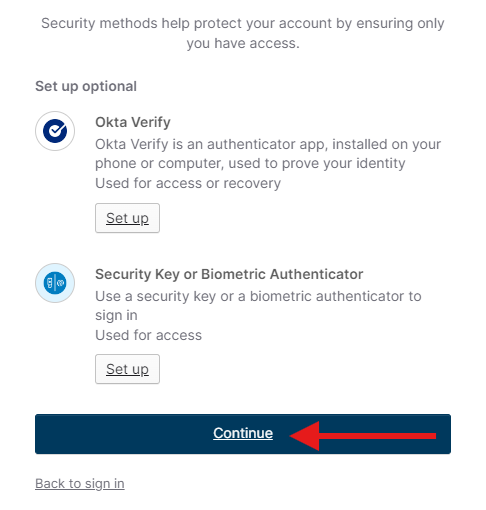 Security methods help protect your account by ensuring only
you have access.
Set up optional
Okta Verify
Okta Verify is an authenticator app, installed on your
phone or computer, used to prove your identity
Used for access or recovery
Set up
Security Key or Biometric Authenticator
Use a security key or a biometric authenticator to
sign in
Used for access
Set up
Continue
Back to sign in